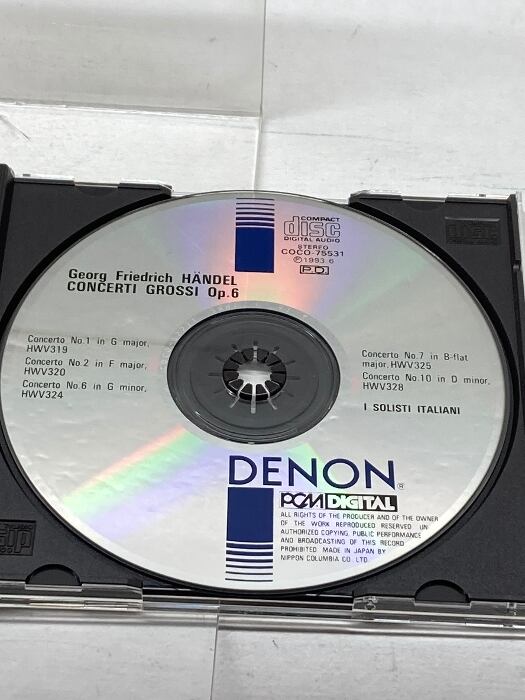 COMPACT
disc
DIGITAL AUDIO
STEREO
COCO-75531
Ⓟ1993.6
P.D.
Georg Friedrich HÄNDEL
CONCERTI GROSSI Op.6
Concerto No.1 in G major,
HWV319
Concerto No.2 in F major,
HWV320
Concerto No.6 in G minor,
HWV324
Concerto No.7 in B-flat
major, HWV325
Concerto No.10 in D minor,
HWV328
I SOLISTI ITALIANI
DENON®
PCM DIGITAL
ALL RIGHTS OF THE PRODUCER AND OF THE OWNER
OF THE WORK REPRODUCED RESERVED UN-
AUTHORIZED COPYING, PUBLIC PERFORMANCE
AND BROADCASTING OF THIS RECORD
PROHIBITED. MADE IN JAPAN BY
NIPPON COLUMBIA CO. LTD.